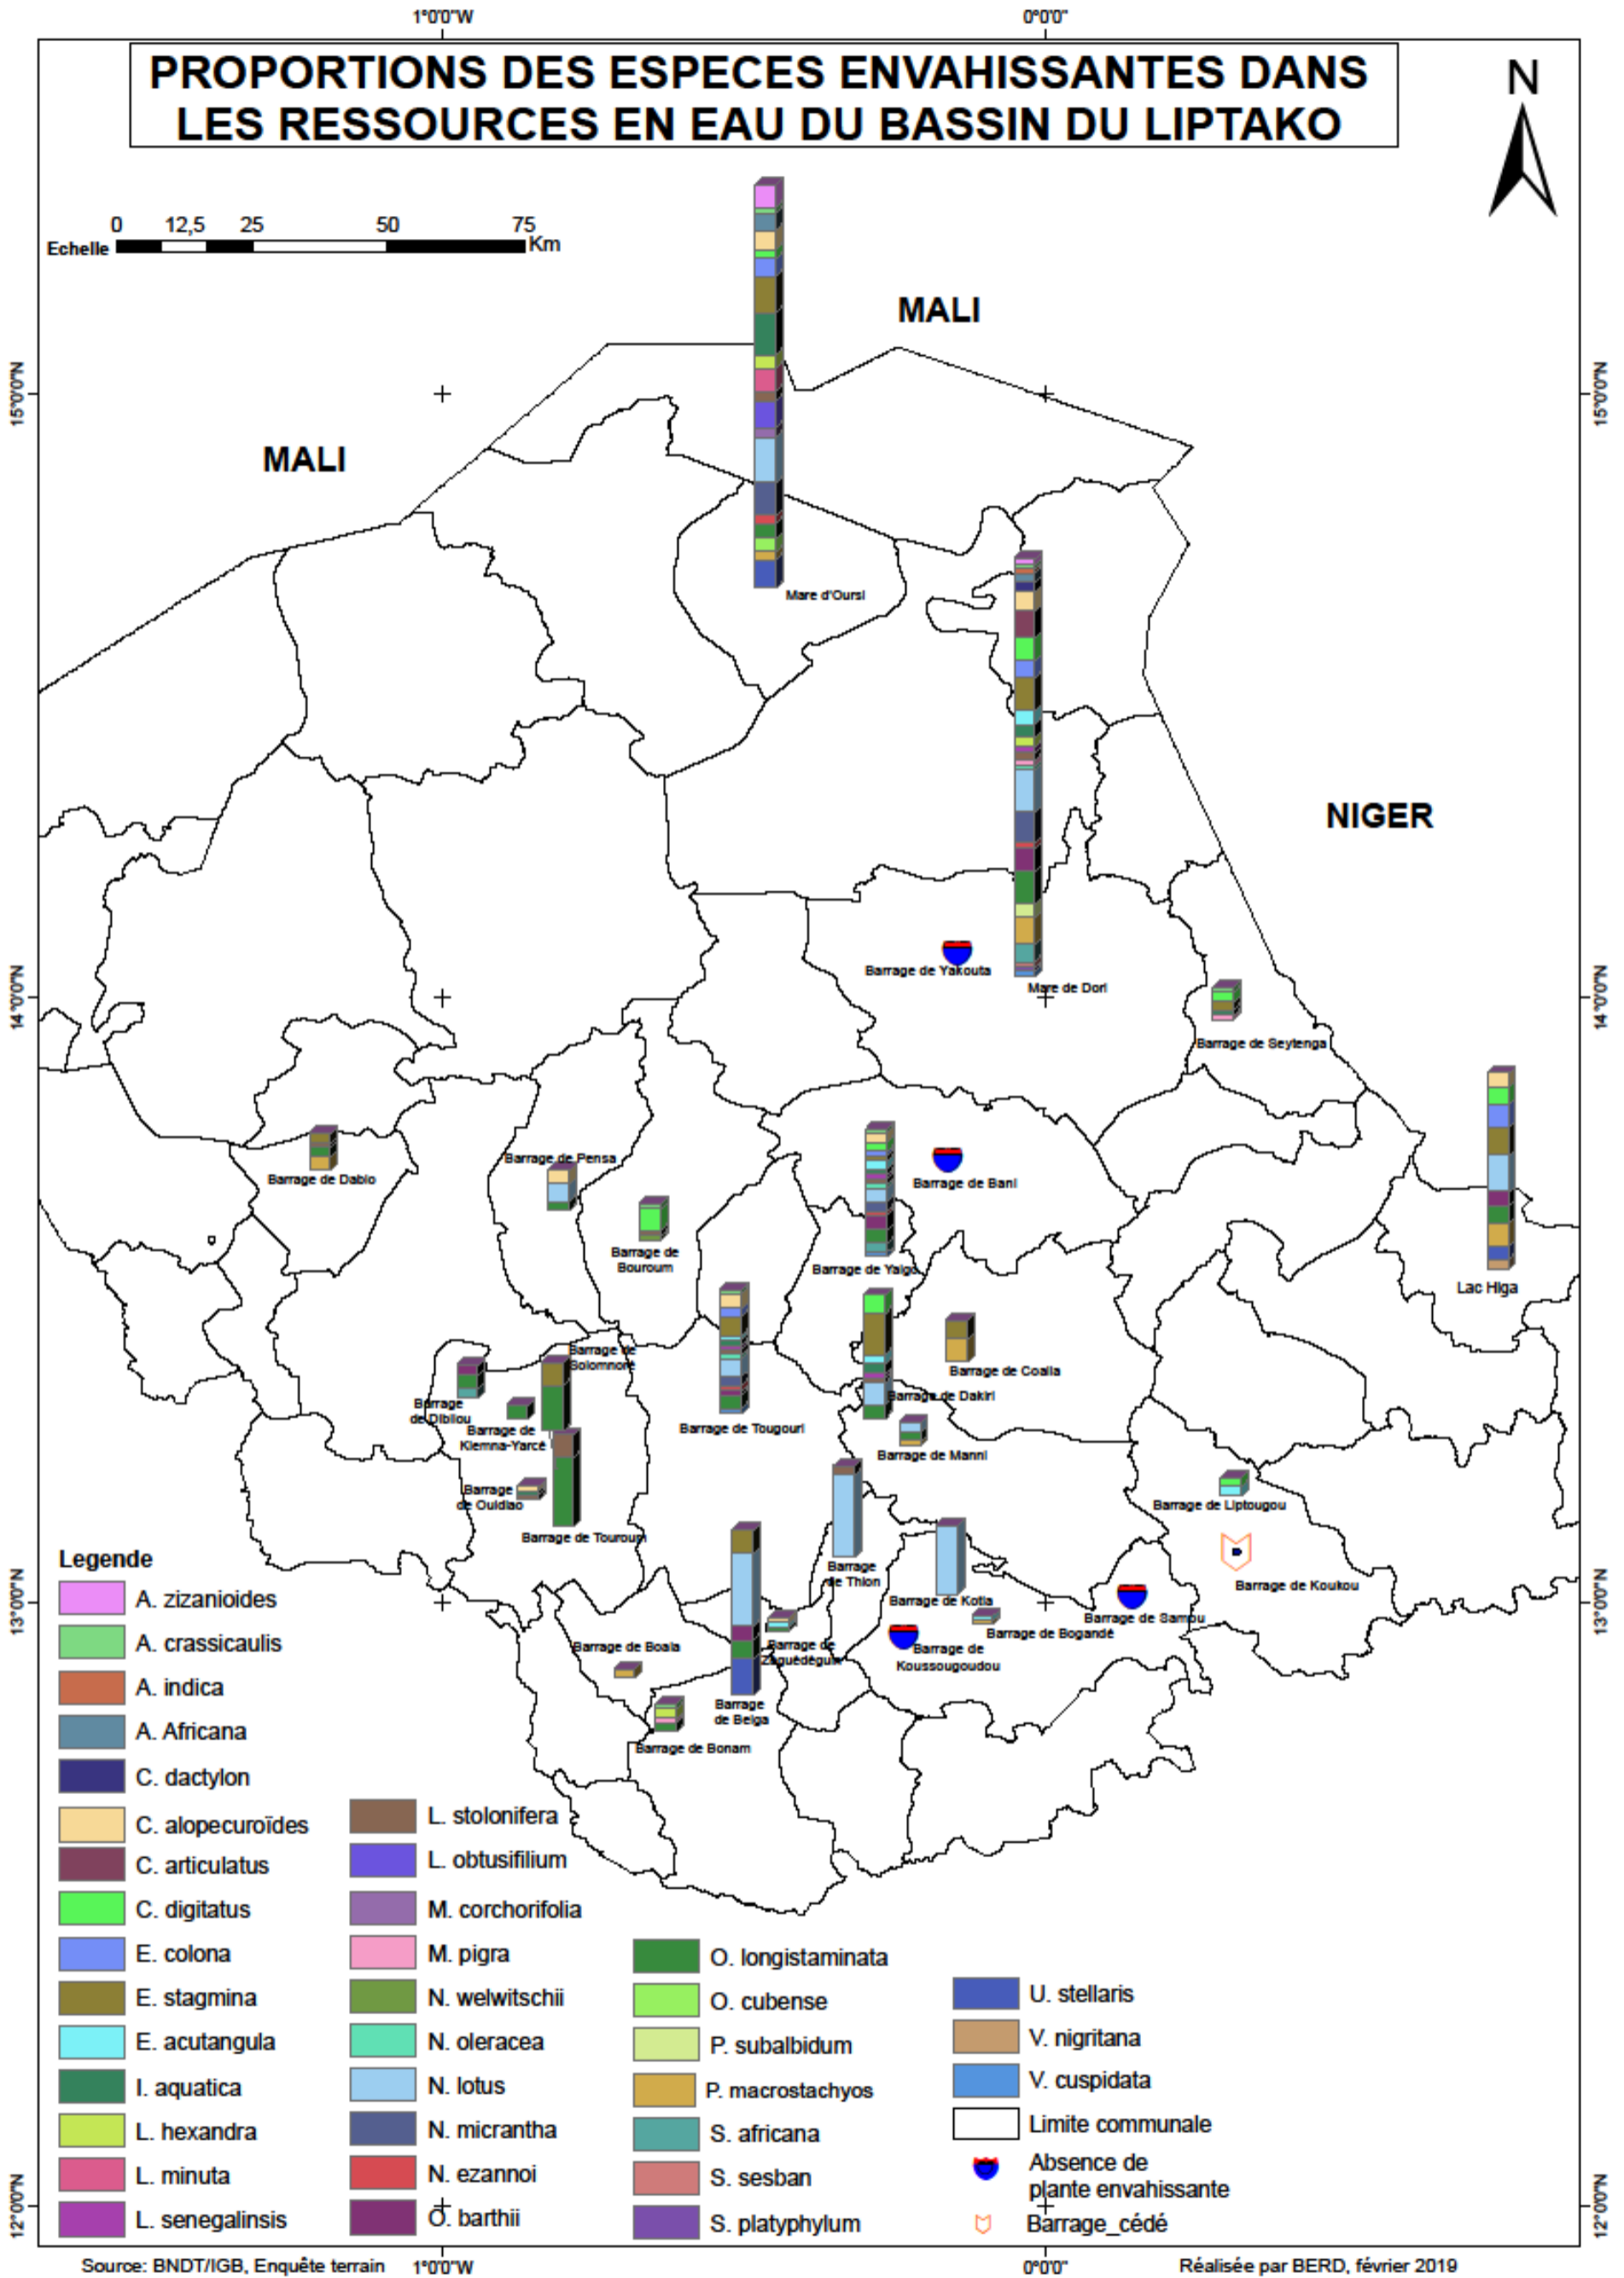 1°0'0"W
0°0'0"
PROPORTIONS DES ESPECES ENVAHISSANTES DANS
LES RESSOURCES EN EAU DU BASSIN DU LIPTAKO
N
0 12,5 25 50 75
Echelle
Km
MALI
MALI
NIGER
15°0'0"N
15°0'0"N
14°0'0"N
14°0'0"N
13°0'0"N
13°0'0"N
12°0'0"N
12°0'0"N
Mare d'Oursi
Barrage de Yakouta
Mare de Dori
Barrage de Seytenga
Barrage de Dablo
Barrage de Pensa
Barrage de Bani
Barrage de
Bouroum
Barrage de Yalgo
Lac Higa
Barrage de
Solomnoré
Barrage de Coalla
Barrage de Dakiri
Barrage
de Dibilou
Barrage de Tougouri
Barrage de
Kiemna-Yarcé
Barrage de Manni
Barrage
de Ouidiao
Barrage de Liptougou
Barrage de Touroum
Barrage
de Thion
Barrage de Koukou
Barrage de Kotia
Barrage de Sampu
Barrage de Bogandé
Barrage de Boala
Barrage de
Zaguédéguin
Barrage de
Koussougoudou
Barrage
de Belga
Barrage de Bonam
Legende
A. zizanioides
A. crassicaulis
A. indica
A. Africana
C. dactylon
C. alopecuroïdes
C. articulatus
C. digitatus
E. colona
E. stagmina
E. acutangula
I. aquatica
L. hexandra
L. minuta
L. senegalinsis
L. stolonifera
L. obtusifilium
M. corchorifolia
M. pigra
N. welwitschii
N. oleracea
N. lotus
N. micrantha
N. ezannoi
O. barthii
O. longistaminata
O. cubense
P. subalbidum
P. macrostachyos
S. africana
S. sesban
S. platyphylum
U. stellaris
V. nigritana
V. cuspidata
Limite communale
Absence de
plante envahissante
Barrage_cédé
Source: BNDT/IGB, Enquête terrain
1°0'0"W
0°0'0"
Réalisée par BERD, février 2019